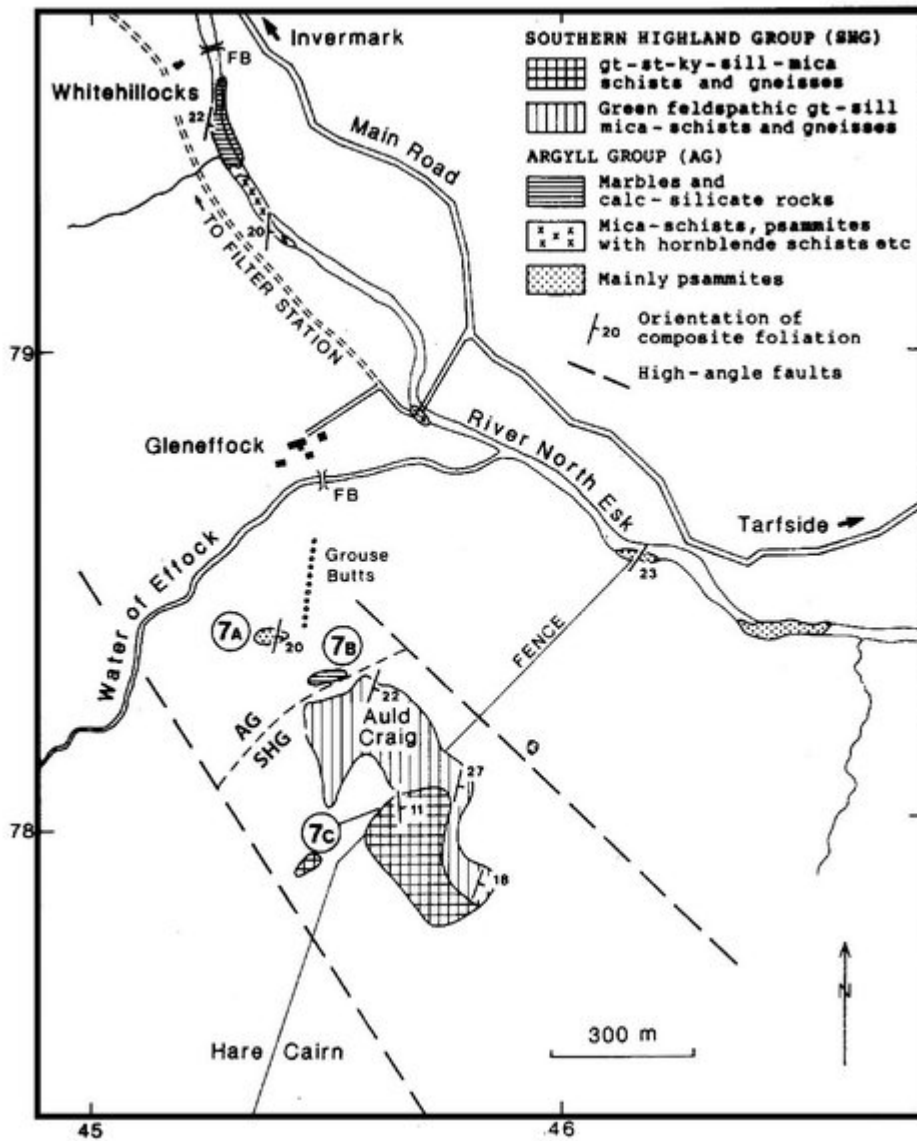 Invermark
FB
Whitehillocks
22
Main Road
20
TO FILTER STATION
SOUTHERN HIGHLAND GROUP (SHG)
gt-st-ky-sill-mica
schists and gneisses
Green feldspathic gt-sill
mica-schists and gneisses
ARGYLL GROUP (AG)
Marbles and
calc-silicate rocks
Mica-schists, psammites
with hornblende schists etc
Mainly psammites
20
Orientation of
composite foliation
High-angle faults
79
Gleneffock
FB
River North Esk
Tarfside
Water of Effock
Grouse
Butts
23
7A
20
7B
FENCE
22
AG
SHG
Auld
Craig
27
11
78
7C
18
N
Hare Cairn
300 m
45
46